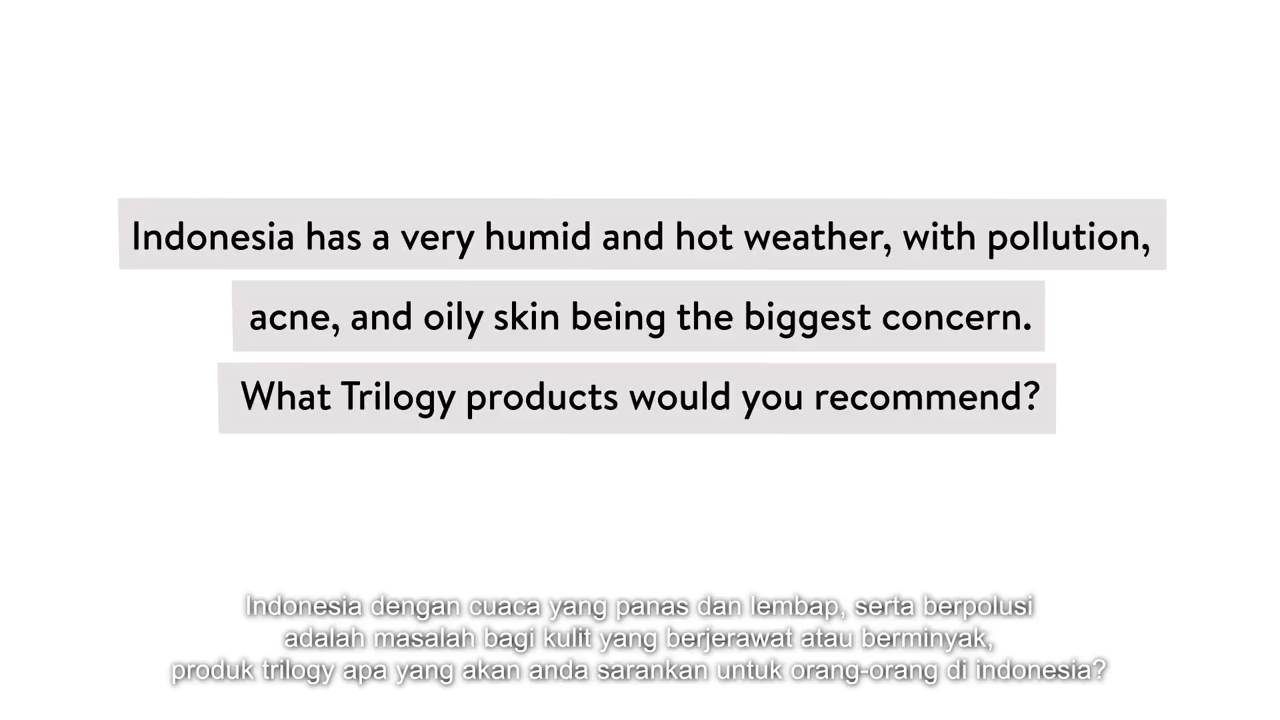 Indonesia has a very humid and hot weather, with pollution,
acne, and oily skin being the biggest concern.
What Trilogy products would you recommend?
Indonesia dengan cuaca yang panas dan lembap, serta berpolusi
adalah masalah bagi kulit yang berjerawat atau berminyak,
produk trilogy apa yang akan anda sarankan untuk orang-orang di indonesia?